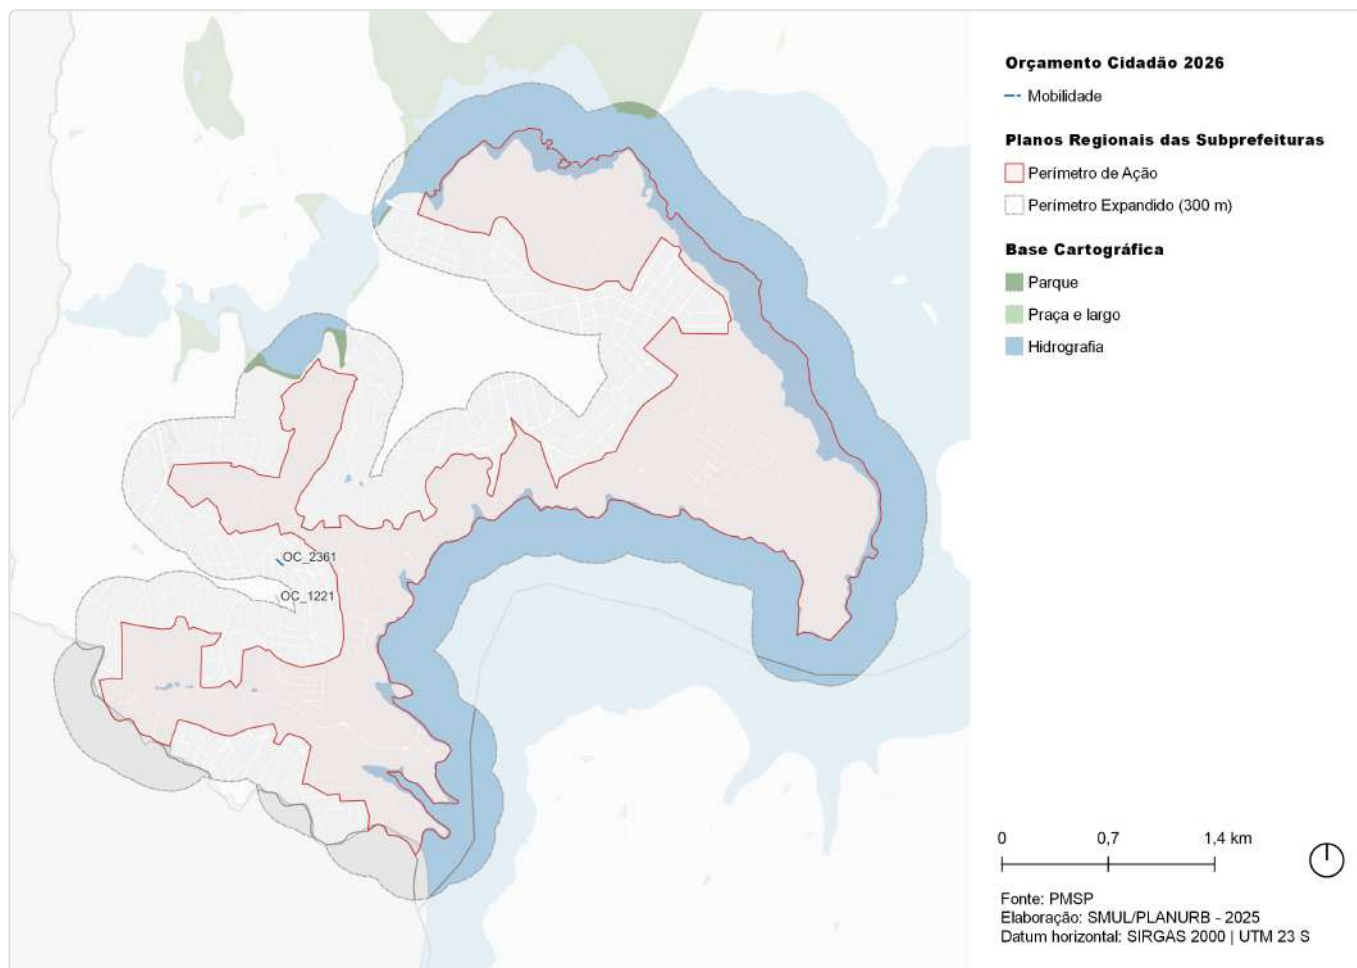 OC_2361
OC_1221
Orçamento Cidadão 2026
Mobilidade
Planos Regionais das Subprefeituras
Perímetro de Ação
Perímetro Expandido (300 m)
Base Cartográfica
Parque
Praça e largo
Hidrografia
0 0,7 1,4 km
Fonte: PMSP
Elaboração: SMUL/PLANURB - 2025
Datum horizontal: SIRGAS 2000 | UTM 23 S